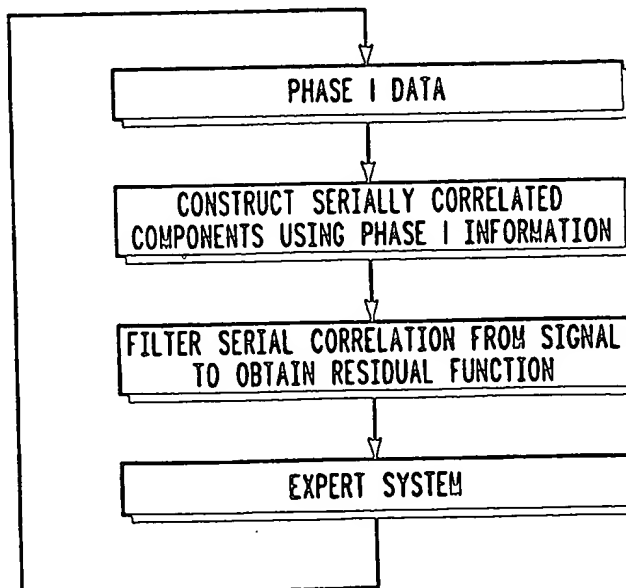 PHASE I DATA
CONSTRUCT SERIALLY CORRELATED
COMPONENTS USING PHASE I INFORMATION
FILTER SERIAL CORRELATION FROM SIGNAL
TO OBTAIN RESIDUAL FUNCTION
EXPERT SYSTEM